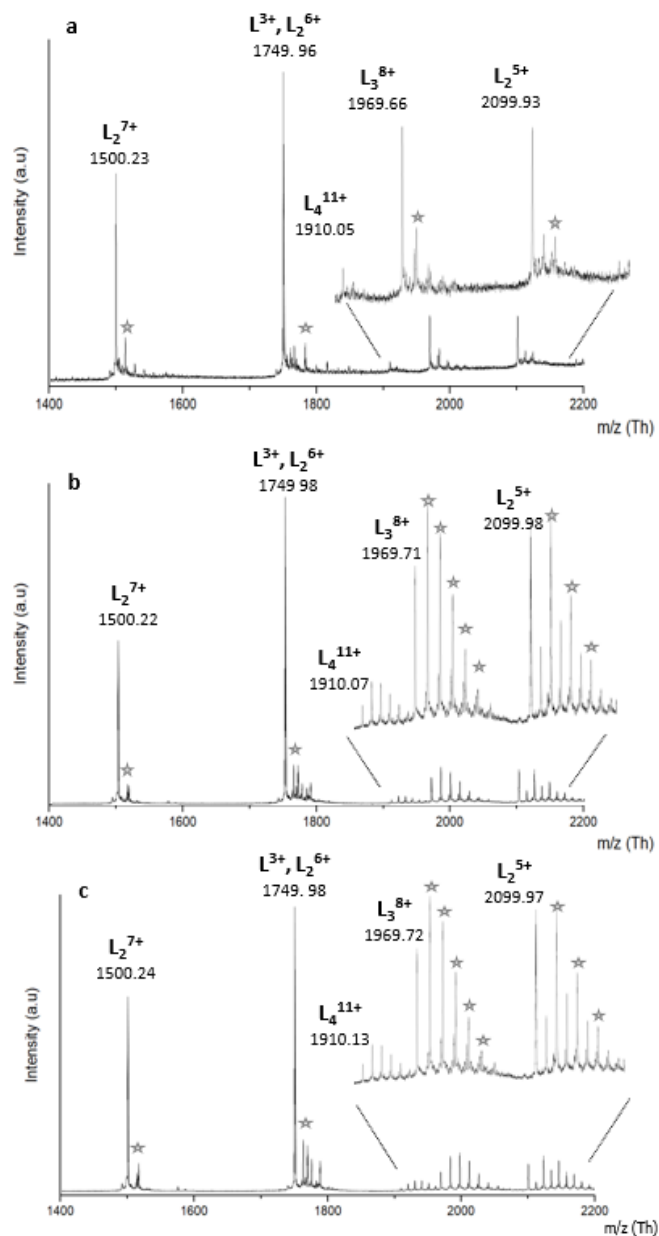 a
L³⁺, L₂⁶⁺
1749. 96
L₃⁸⁺
1969.66
L₂⁵⁺
2099.93
L₂⁷⁺
1500.23
L₄¹¹⁺
1910.05
Intensity (a.u)
1400 1600 1800 2000 2200
m/z (Th)
b
L³⁺, L₂⁶⁺
1749 98
L₃⁸⁺
1969.71
L₂⁵⁺
2099.98
L₂⁷⁺
1500.22
L₄¹¹⁺
1910.07
Intensity (a.u)
1400 1600 1800 2000 2200
m/z (Th)
c
L³⁺, L₂⁶⁺
1749. 98
L₃⁸⁺
1969.72
L₂⁵⁺
2099.97
L₂⁷⁺
1500.24
L₄¹¹⁺
1910.13
Intensity (a.u)
1400 1600 1800 2000 2200
m/z (Th)